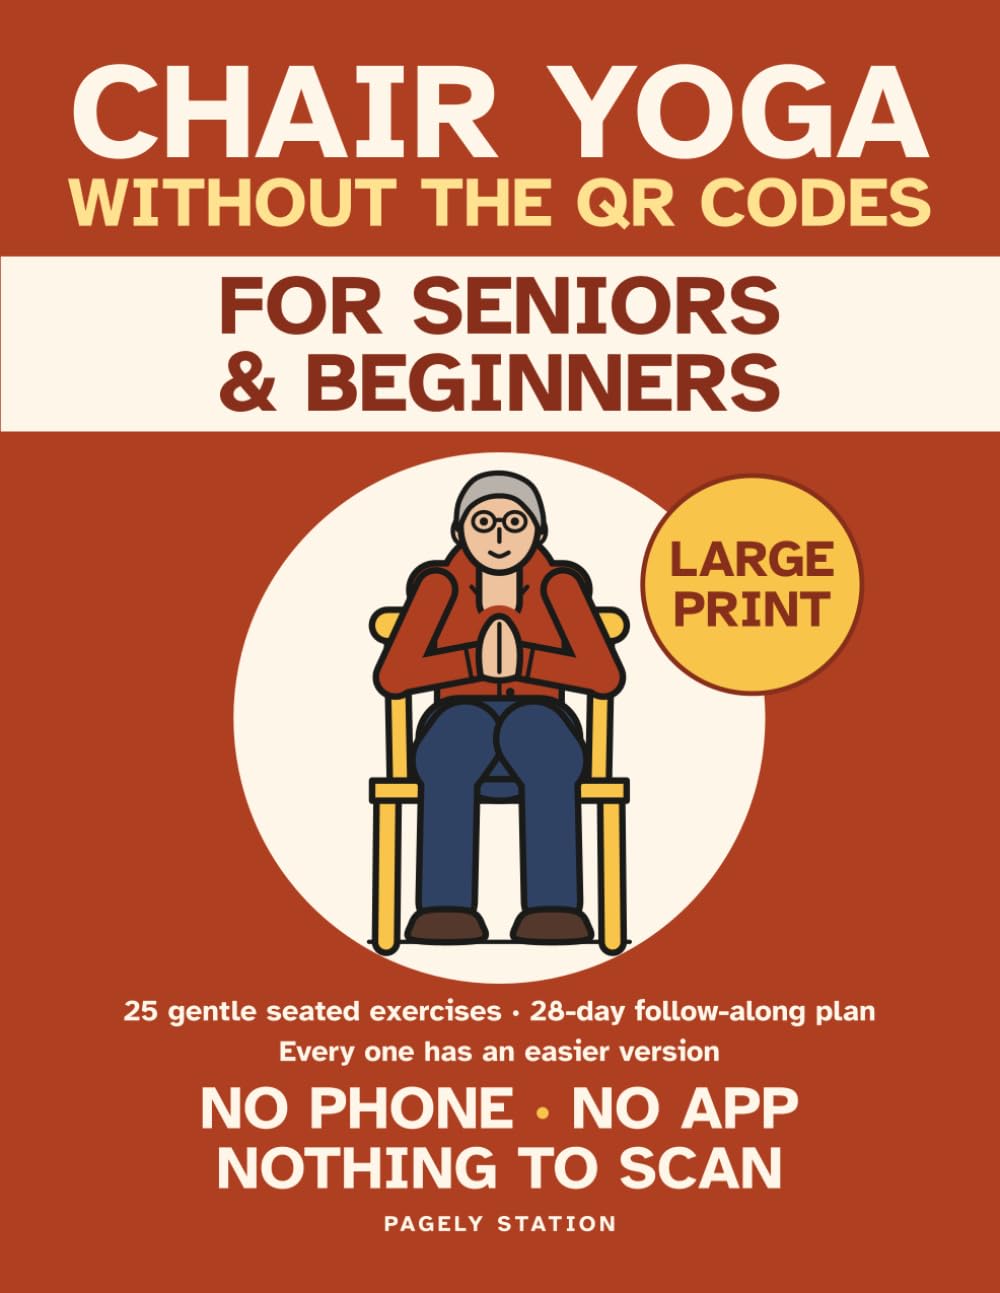 CHAIR YOGA
WITHOUT THE QR CODES
FOR SENIORS
& BEGINNERS
LARGE
PRINT
25 gentle seated exercises · 28-day follow-along plan
Every one has an easier version
NO PHONE · NO APP
NOTHING TO SCAN
PAGELY STATION